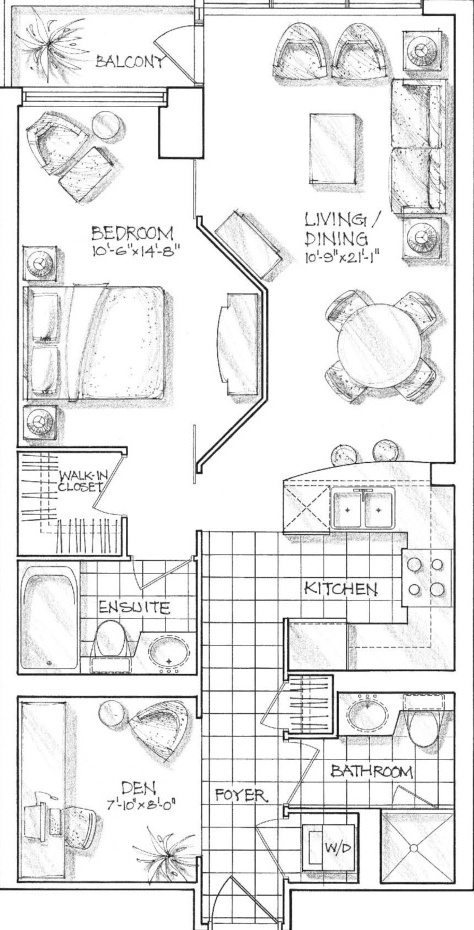 BALCONY
BEDROOM
10'-6"x14'-8"
LIVING/
DINING
10'-9"x21'-1"
WALK-IN
CLOSET
ENSUITE
KITCHEN
DEN
7'-10"x8'-0"
FOYER
BATHROOM
W/D